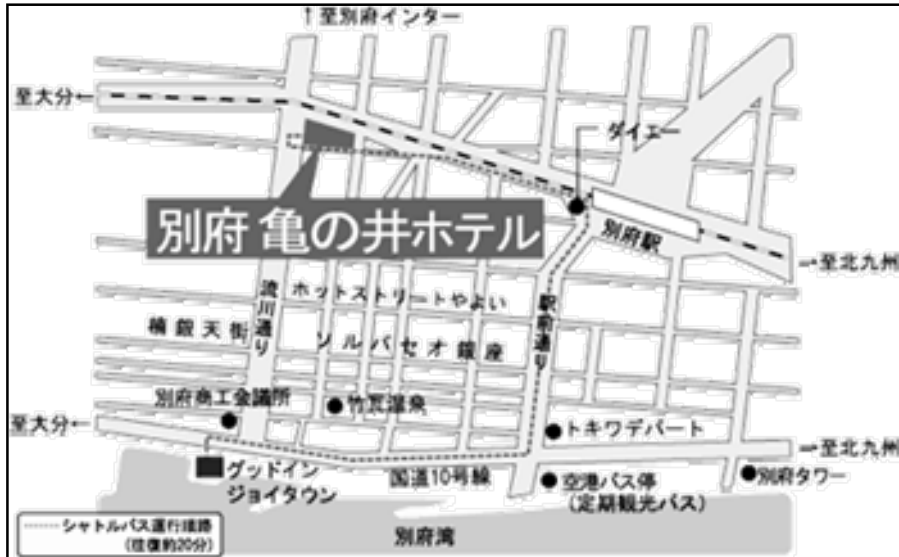 ↑至別府インター
至大分←
ダイエー
別府 亀の井ホテル
別府駅
→至北九州
流川通り
ホットストリートやよい
駅前通り
楠銀天街
ソルパセオ銀座
別府商工会議所
竹瓦温泉
至大分←
トキワデパート
→至北九州
グッドイン
ジョイタウン
国道10号線
空港バス停
(定期観光バス)
別府タワー
シャトルバス運行経路
(往復約20分)
別府湾